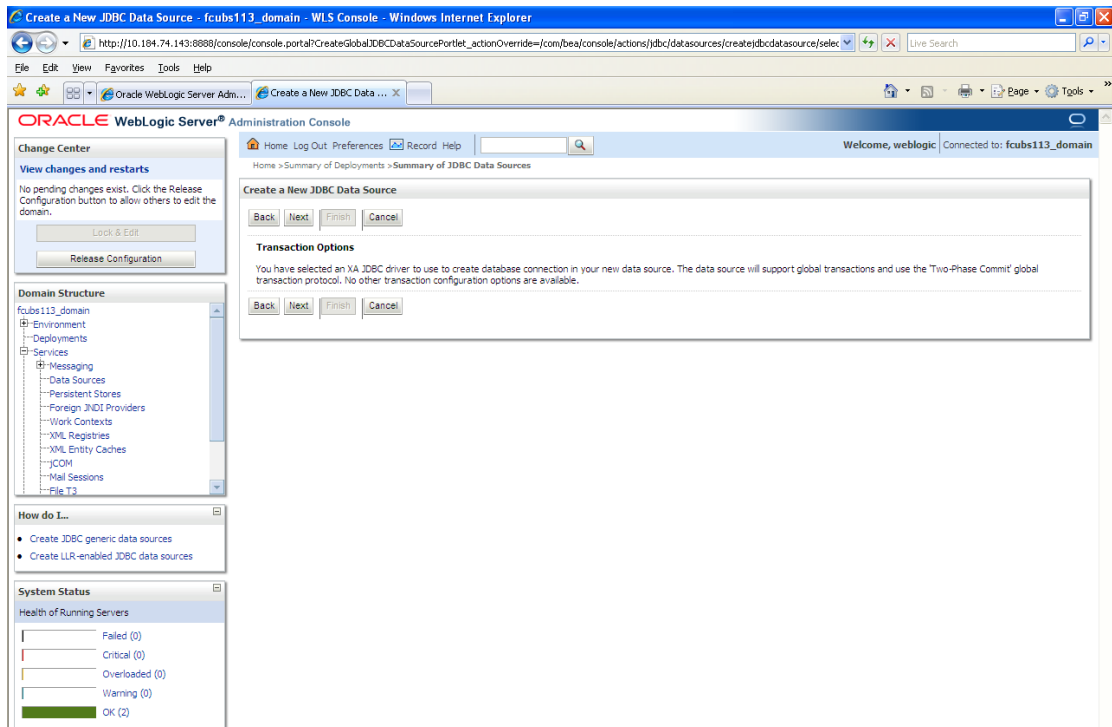 Create a New JDBC Data Source - fcubs113_domain - WLS Console - Windows Internet Explorer
http://10.184.74.143:8888/console/console.portal?CreateGlobalJDBCDataSourcePortlet_actionOverride=/com/bea/console/actions/jdbc/datasources/createjdbcdatasource/selec
Live Search
File Edit View Favorites Tools Help
Oracle WebLogic Server Adm...
Create a New JDBC Data ... X
Page Tools »
ORACLE WebLogic Server® Administration Console
Change Center
View changes and restarts
No pending changes exist. Click the Release
Configuration button to allow others to edit the
domain.
Lock & Edit
Release Configuration
Domain Structure
fcubs113_domain
Environment
Deployments
Services
Messaging
Data Sources
Persistent Stores
Foreign JNDI Providers
Work Contexts
XML Registries
XML Entity Caches
jCOM
Mail Sessions
File T3
How do I...
Create JDBC generic data sources
Create LLR-enabled JDBC data sources
System Status
Health of Running Servers
Failed (0)
Critical (0)
Overloaded (0)
Warning (0)
OK (2)
Home Log Out Preferences Record Help
Welcome, weblogic Connected to: fcubs113_domain
Home >Summary of Deployments >Summary of JDBC Data Sources
Create a New JDBC Data Source
Back Next Finish Cancel
Transaction Options
You have selected an XA JDBC driver to use to create database connection in your new data source. The data source will support global transactions and use the 'Two-Phase Commit' global
transaction protocol. No other transaction configuration options are available.
Back Next Finish Cancel